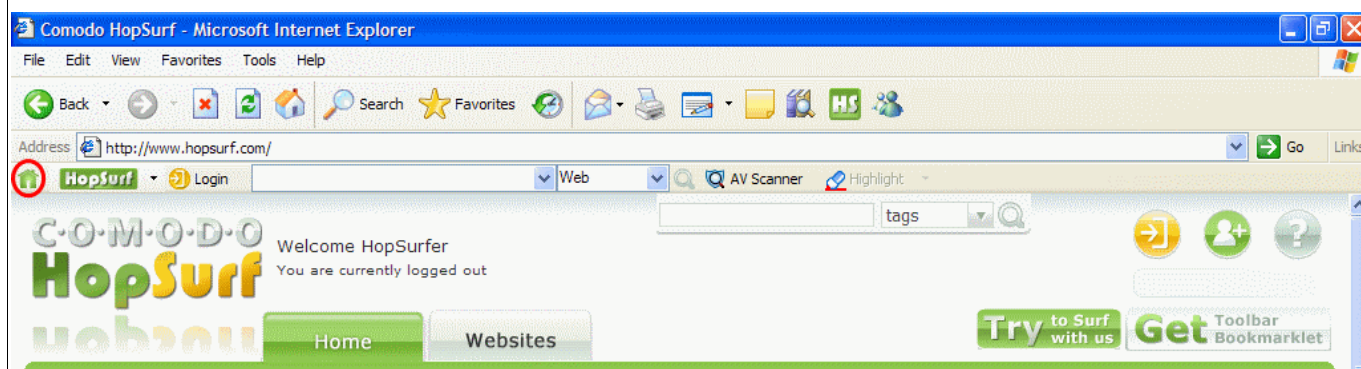 Comodo HopSurf - Microsoft Internet Explorer
File Edit View Favorites Tools Help
Back Search Favorites HS
Address http://www.hopsurf.com/ Go Links
HopSurf Login Web AV Scanner Highlight
tags
C·O·M·O·D·O
HopSurf
Welcome HopSurfer
You are currently logged out
Home Websites
Try to Surf with us
Get Toolbar Bookmarklet